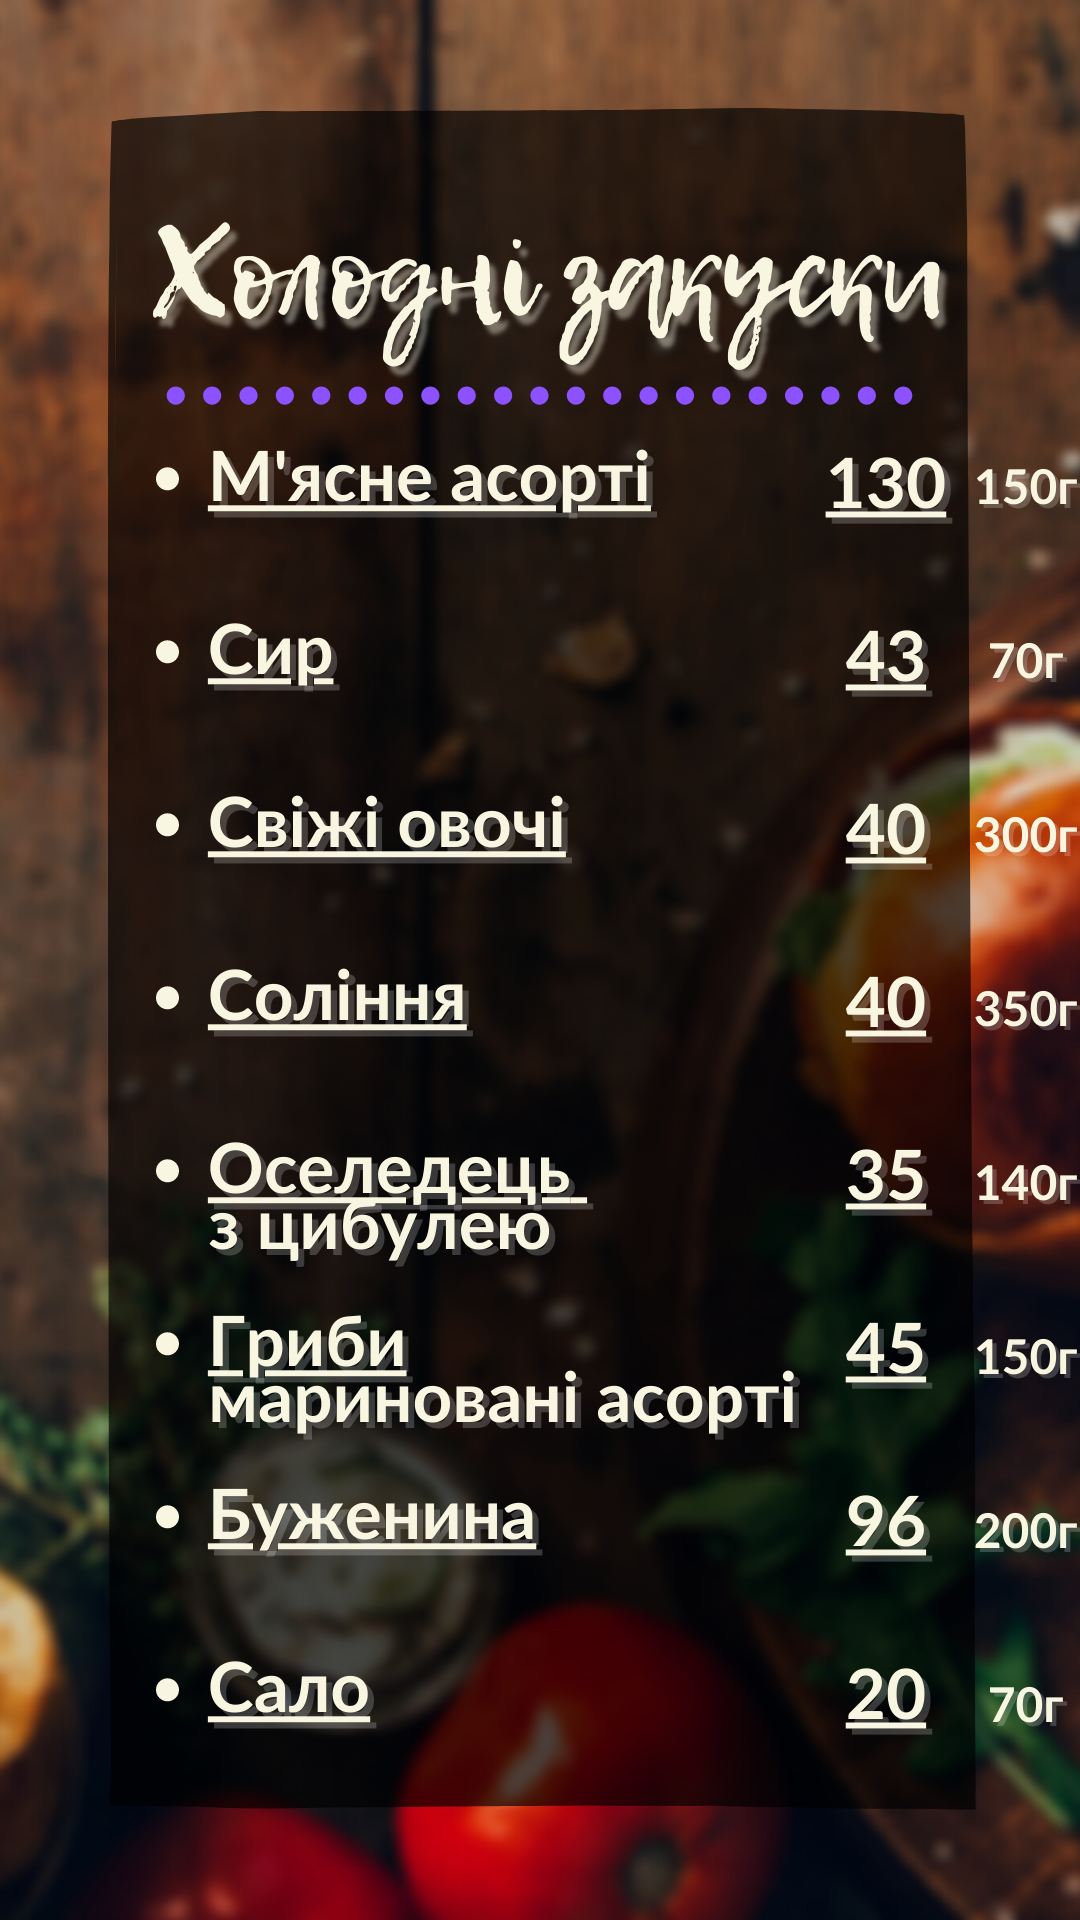 Холодні закуски
• М'ясне асорті 130 150г
• Сир 43 70г
• Свіжі овочі 40 300г
• Соління 40 350г
• Оселедець 35 140г
з цибулею
• Гриби 45 150г
мариновані асорті
• Буженина 96 200г
• Сало 20 70г